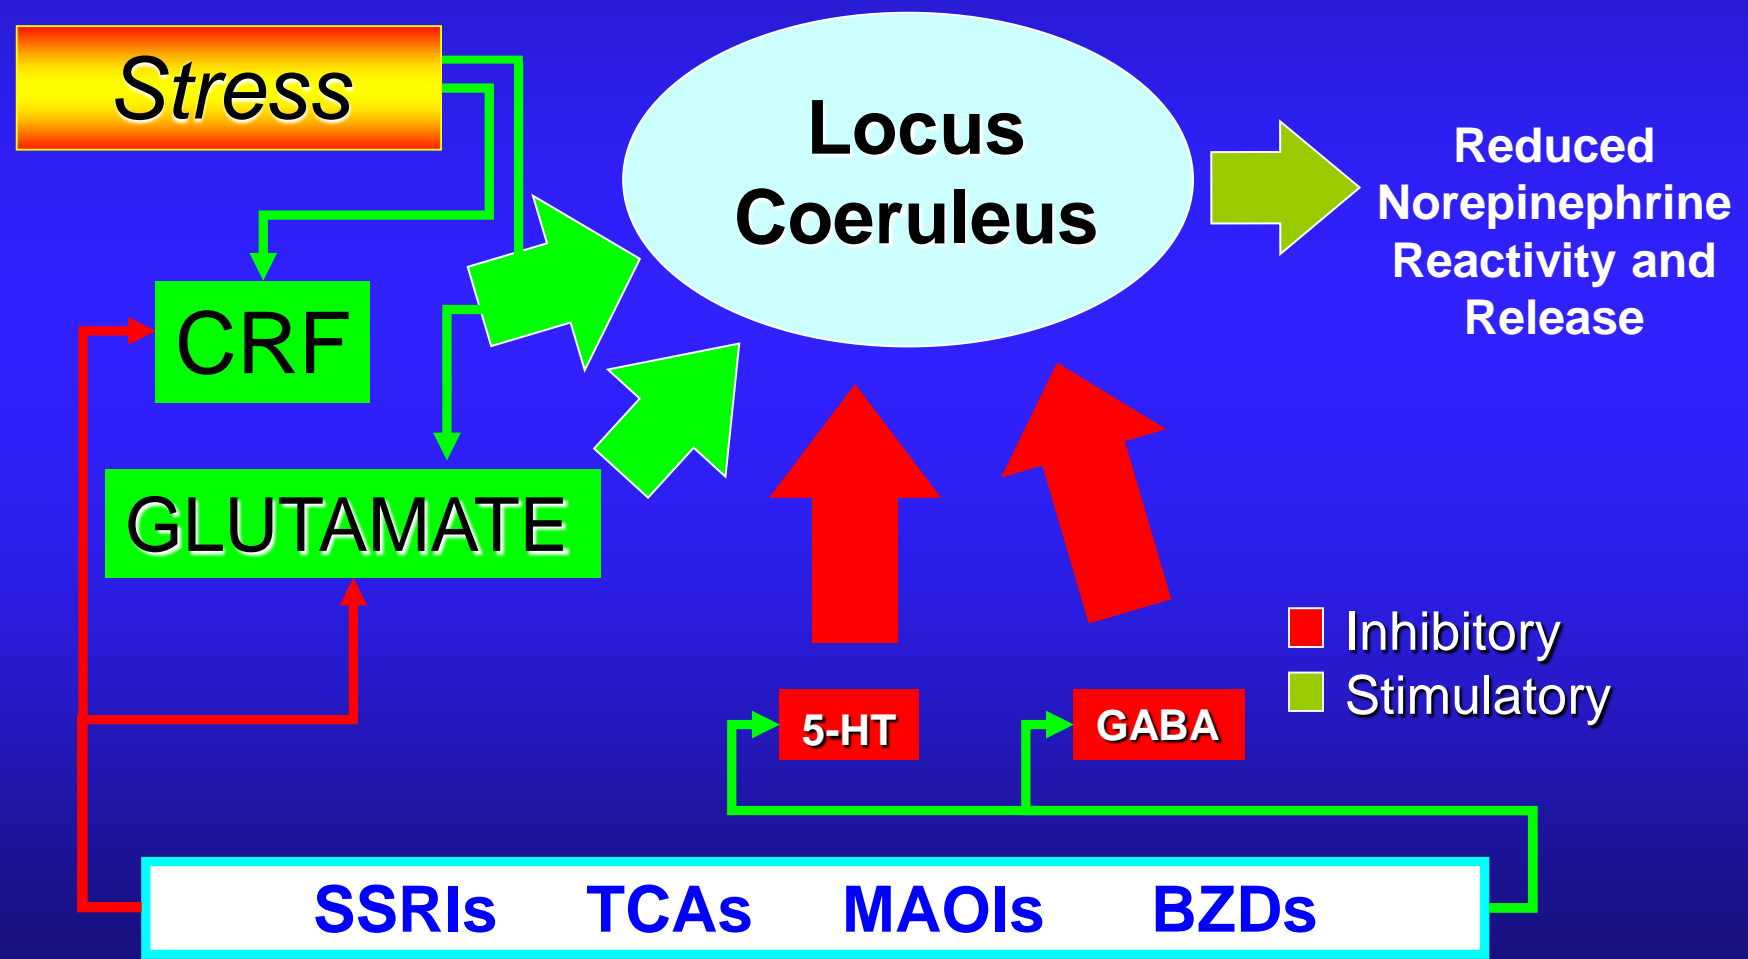 Stress
Locus
Coeruleus
Reduced
Norepinephrine
Reactivity and
Release
CRF
GLUTAMATE
Inhibitory
Stimulatory
5-HT
GABA
SSRIs TCAs MAOIs BZDs